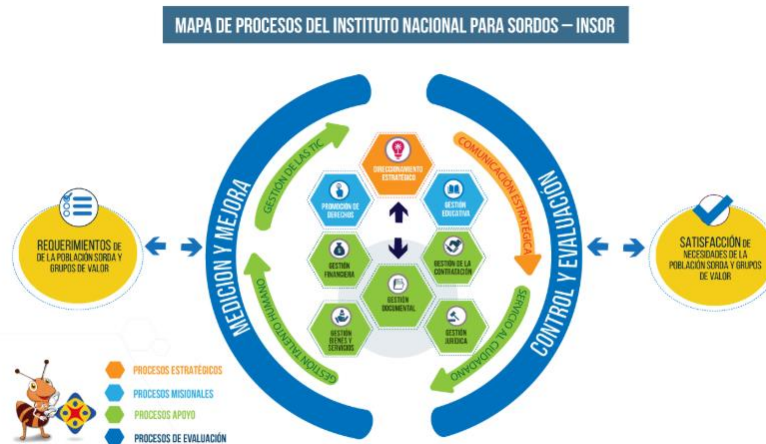 MAPA DE PROCESOS DEL INSTITUTO NACIONAL PARA SORDOS – INSOR
REQUERIMIENTOS DE
DE LA POBLACIÓN SORDA Y
GRUPOS DE VALOR
MEDICION Y MEJORA
GESTIÓN DE LAS TIC
GESTIÓN TALENTO HUMANO
DIRECCIONAMIENTO
ESTRATÉGICO
PROMOCIÓN DE
DERECHOS
GESTIÓN
EDUCATIVA
GESTIÓN
FINANCIERA
GESTIÓN DE LA
CONTRATACIÓN
GESTIÓN
DOCUMENTAL
GESTIÓN
BIENES Y
SERVICIOS
GESTIÓN
JURÍDICA
COMUNICACIÓN ESTRATÉGICA
SERVICIO AL CIUDADANO
CONTROL Y EVALUACIÓN
SATISFACCIÓN DE
NECESIDADES DE LA
POBLACIÓN SORDA Y GRUPOS
DE VALOR
PROCESOS ESTRATÉGICOS
PROCESOS MISIONALES
PROCESOS APOYO
PROCESOS DE EVALUACIÓN